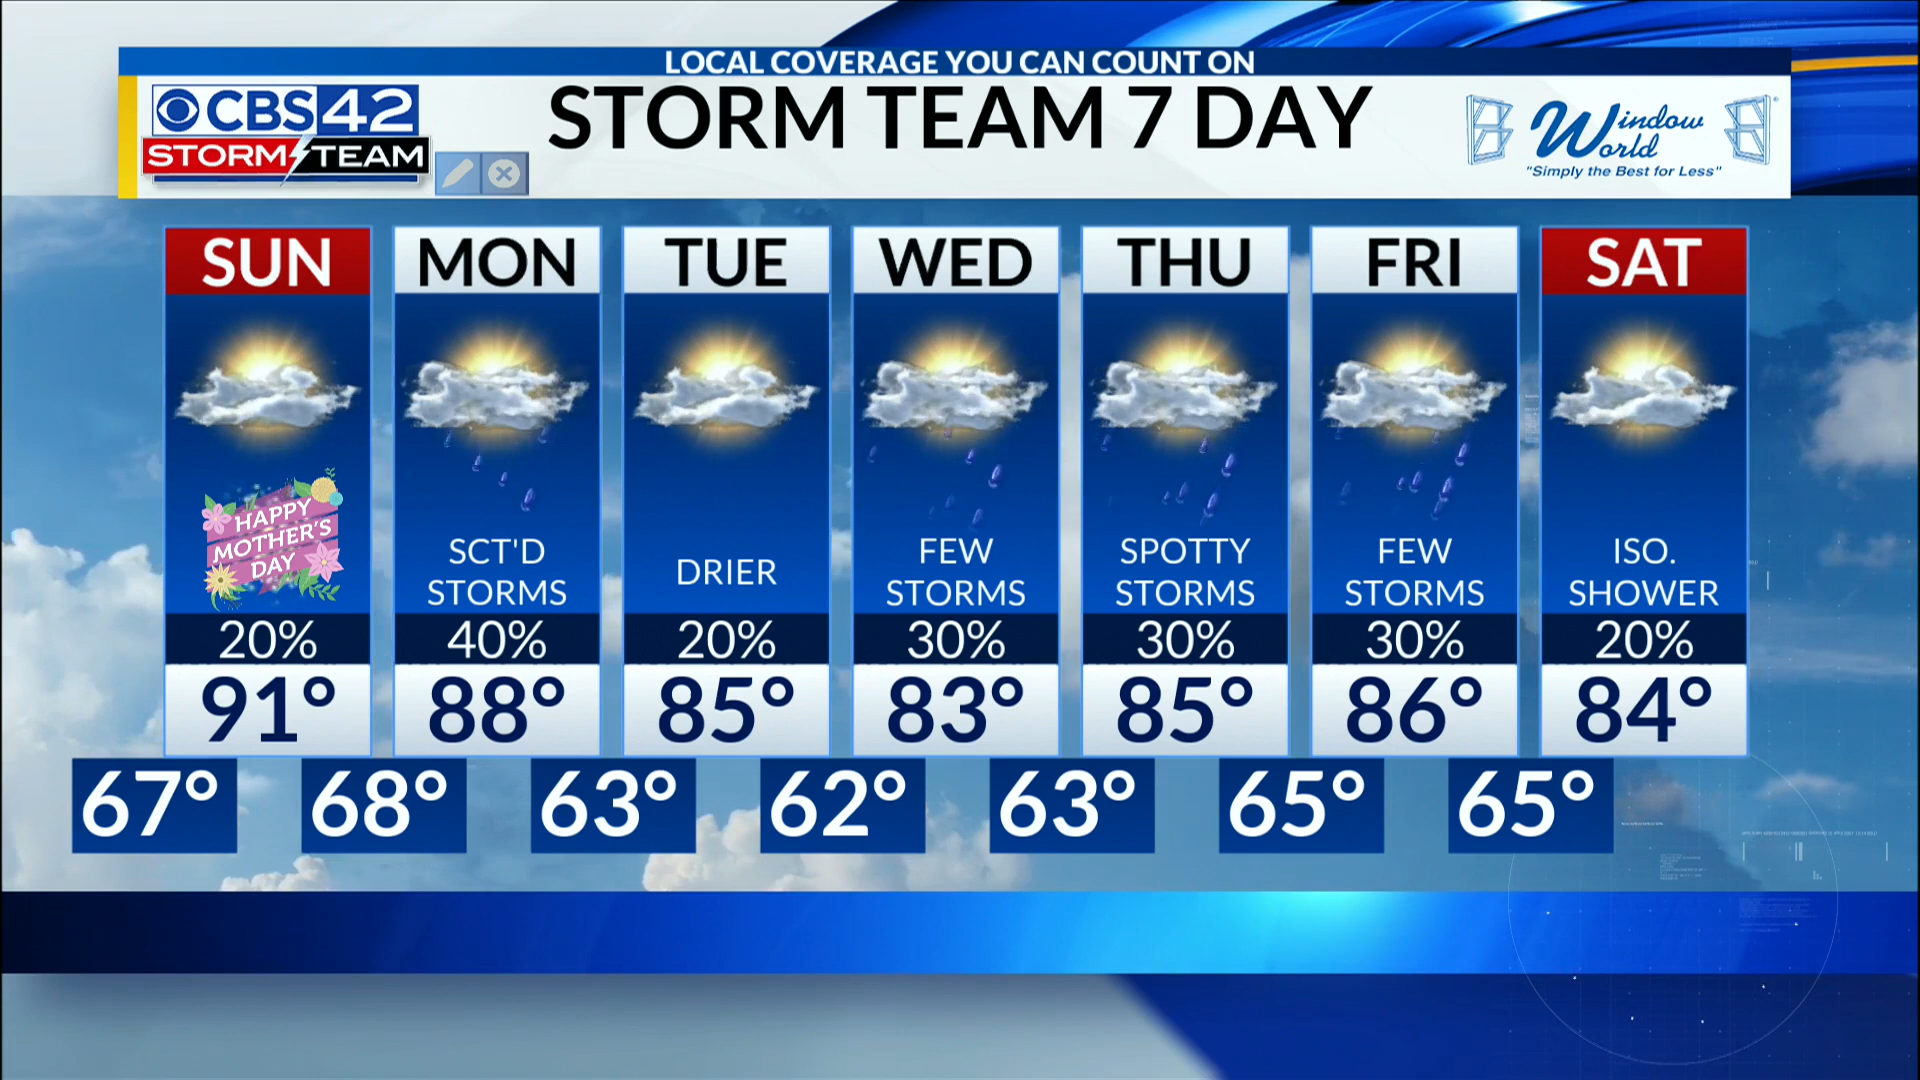 LOCAL COVERAGE YOU CAN COUNT ON
CBS 42
STORM TEAM
STORM TEAM 7 DAY
Window
World
®
"Simply the Best for Less"
SUN
MON
TUE
WED
THU
FRI
SAT
HAPPY
MOTHER'S
DAY
SCT'D
STORMS
DRIER
FEW
STORMS
SPOTTY
STORMS
FEW
STORMS
ISO.
SHOWER
20%
40%
20%
30%
30%
30%
20%
91°
88°
85°
83°
85°
86°
84°
67°
68°
63°
62°
63°
65°
65°